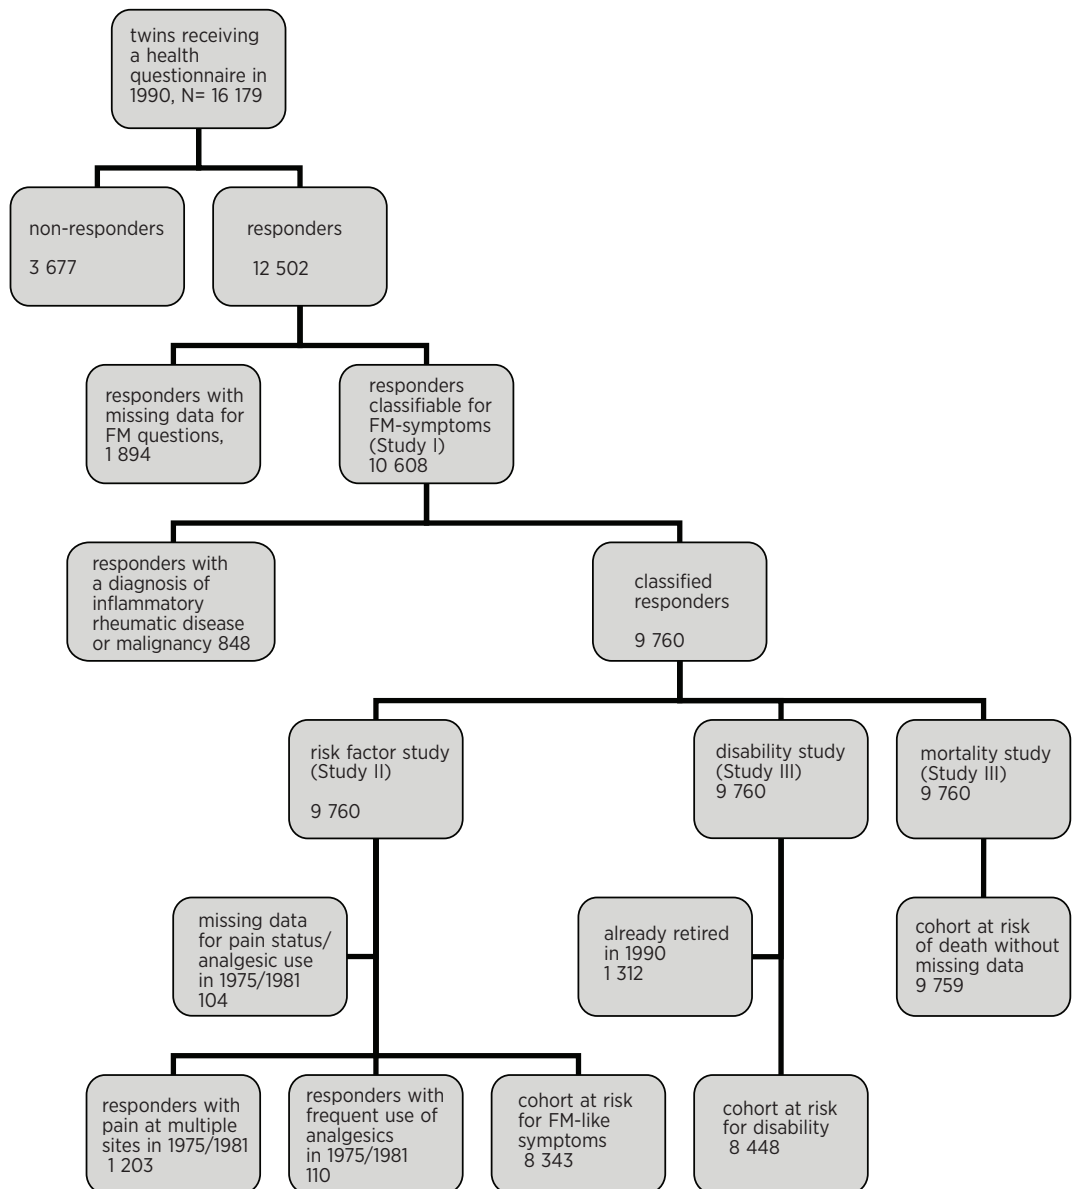 twins receiving
a health
questionnaire in
1990, N= 16 179
non-responders
3 677
responders
12 502
responders with
missing data for
FM questions,
1 894
responders
classifiable for
FM-symptoms
(Study I)
10 608
responders with
a diagnosis of
inflammatory
rheumatic disease
or malignancy 848
classified
responders
9 760
risk factor study
(Study II)
9 760
disability study
(Study III)
9 760
mortality study
(Study III)
9 760
missing data
for pain status/
analgesic use
in 1975/1981
104
already retired
in 1990
1 312
cohort at risk
of death without
missing data
9 759
responders with
pain at multiple
sites in 1975/1981
1 203
responders with
frequent use of
analgesics
in 1975/1981
110
cohort at risk
for FM-like
symptoms
8 343
cohort at risk
for disability
8 448